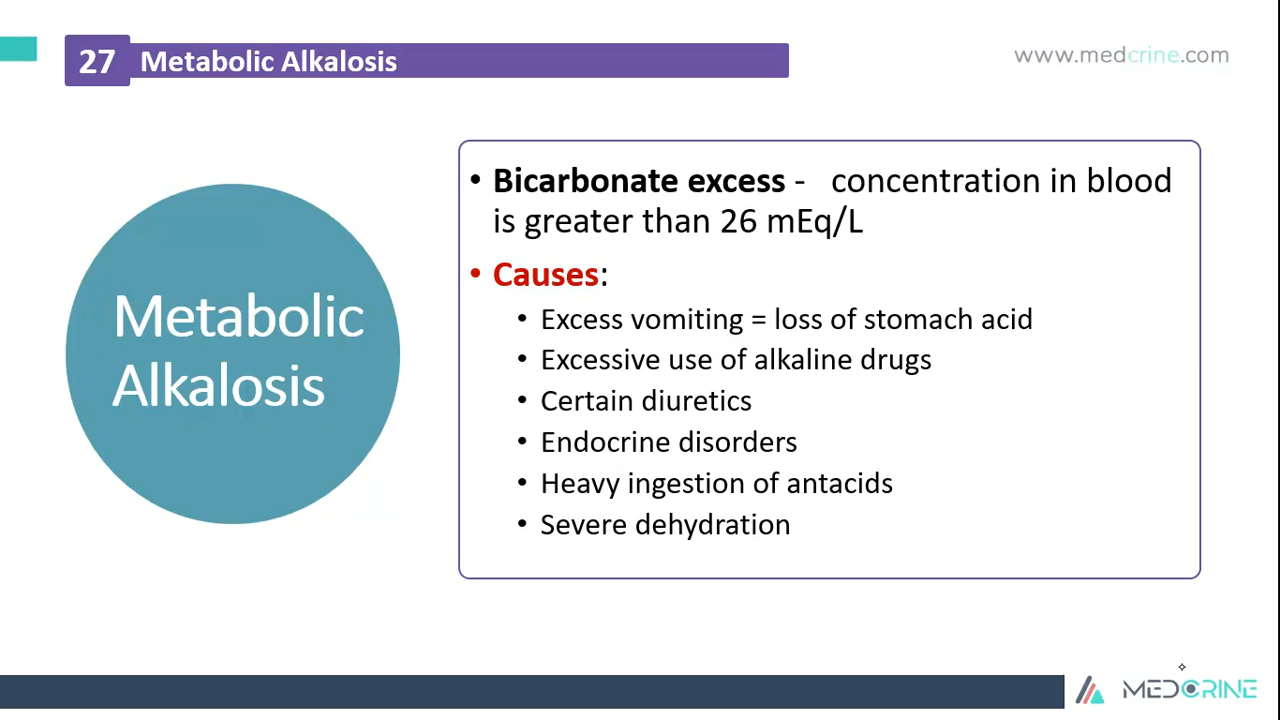 27 Metabolic Alkalosis
www.medcrine.com
Metabolic
Alkalosis
• Bicarbonate excess - concentration in blood
is greater than 26 mEq/L
• Causes:
• Excess vomiting = loss of stomach acid
• Excessive use of alkaline drugs
• Certain diuretics
• Endocrine disorders
• Heavy ingestion of antacids
• Severe dehydration
MEDCRINE